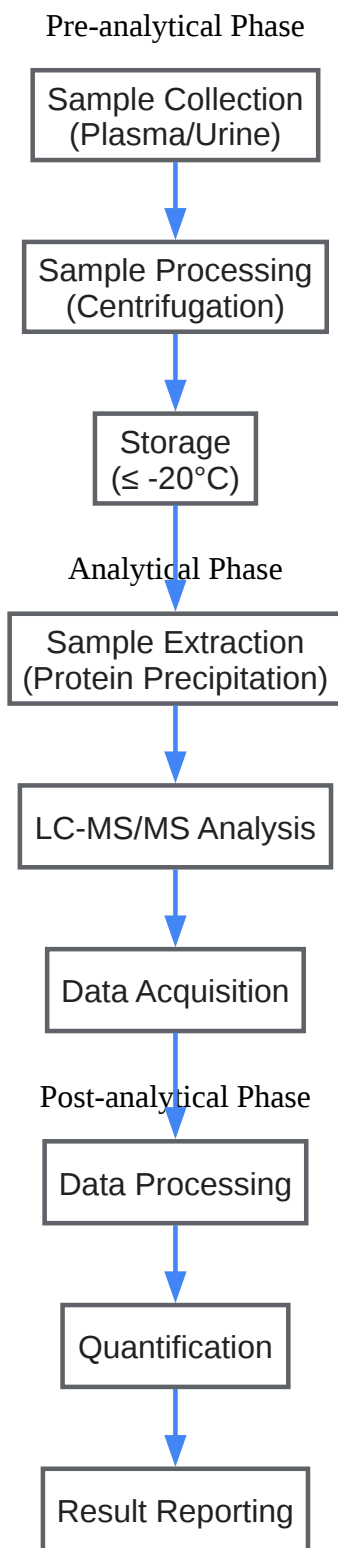 Pre-analytical Phase
Sample Collection
(Plasma/Urine)
Sample Processing
(Centrifugation)
Storage
(≤ -20°C)
Analytical Phase
Sample Extraction
(Protein Precipitation)
LC-MS/MS Analysis
Data Acquisition
Post-analytical Phase
Data Processing
Quantification
Result Reporting